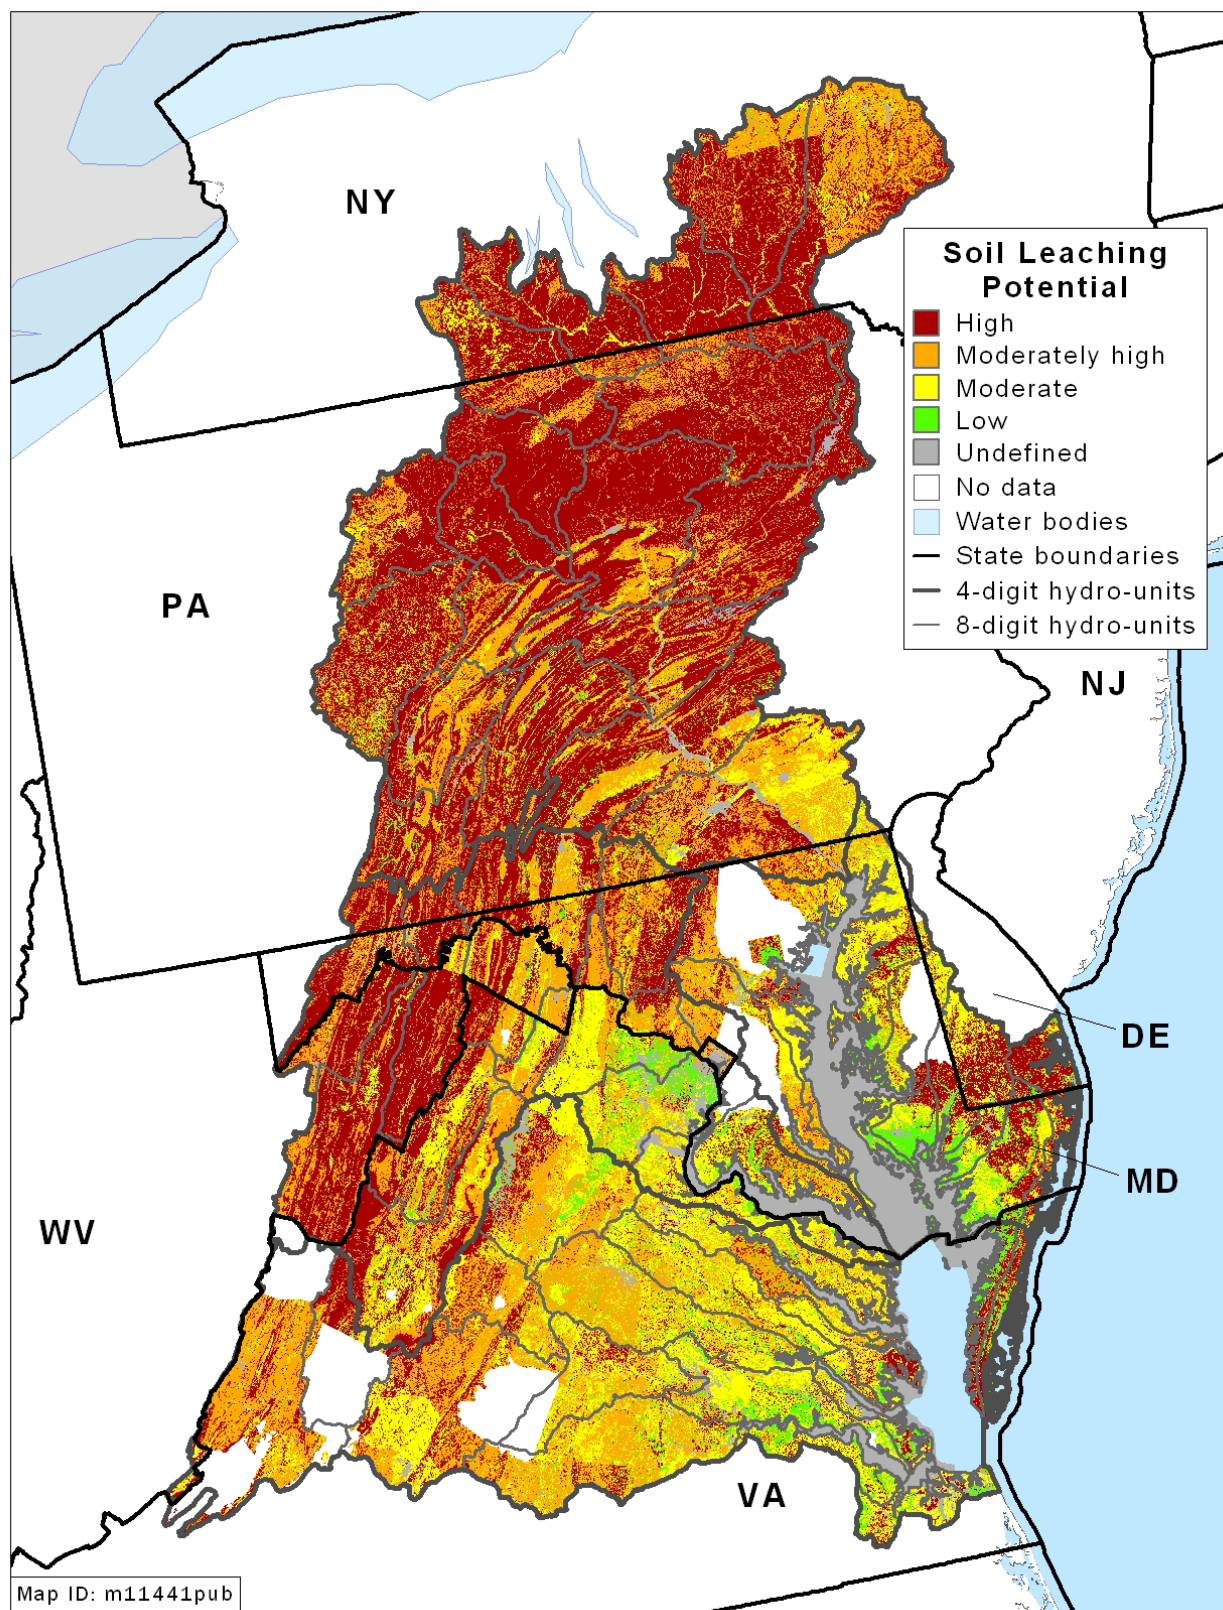 NY
Soil Leaching
Potential
High
Moderately high
Moderate
Low
Undefined
No data
Water bodies
State boundaries
4-digit hydro-units
8-digit hydro-units
PA
NJ
DE
MD
WV
VA
Map ID: m11441pub